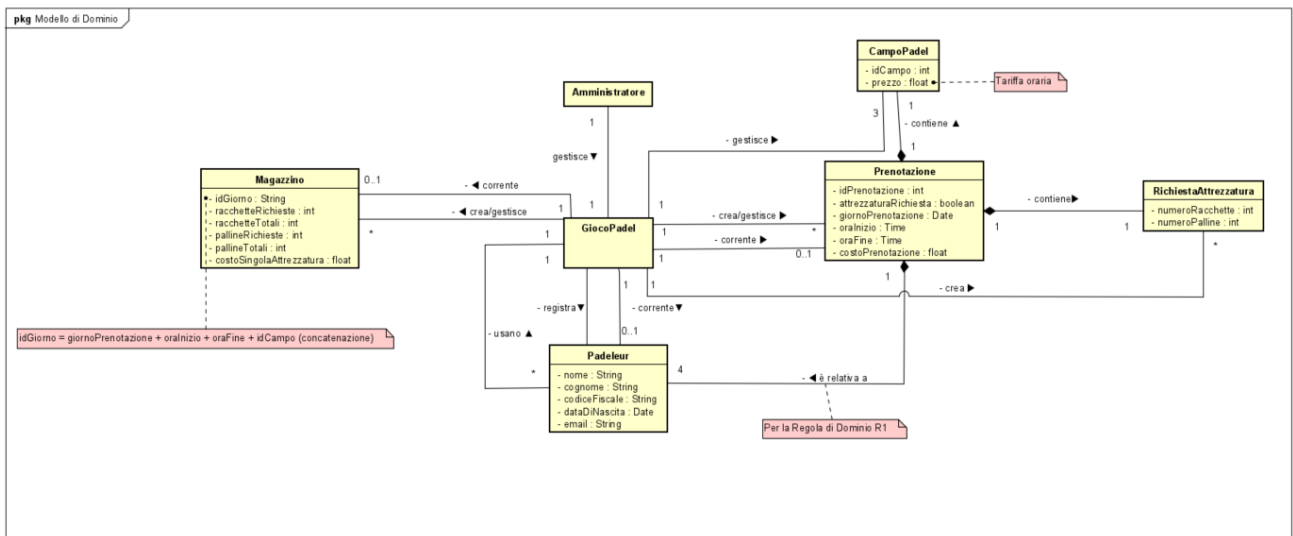 pkg Modello di Dominio
CampoPadel
- idCampo : int
- prezzo : float
Tariffa oraria
Amministratore
1
gestisce ▼
1
3
1
- contiene ▲
1
- gestisce ▶
1
Magazzino
- idGiorno : String
- racchetteRichieste : int
- racchetteTotali : int
- pallineRichieste : int
- pallineTotali : int
- costoSingolaAttrezzatura : float
0..1
- ◀ corrente
1
- ◀ crea/gestisce
*
1
GiocoPadel
- crea/gestisce ▶
1
*
- corrente ▶
1
0..1
Prenotazione
- idPrenotazione : int
- attrezzaturaRichiesta : boolean
- giornoPrenotazione : Date
- oraInizio : Time
- oraFine : Time
- costoPrenotazione : float
- contiene▶
1
1
RichiestaAttrezzatura
- numeroRacchette : int
- numeroPalline : int
*
1
- crea ▶
1
1
- registra▼
- corrente▼
1
0..1
- usano ▲
*
idGiorno = giornoPrenotazione + oraInizio + oraFine + idCampo (concatenazione)
Padeleur
- nome : String
- cognome : String
- codiceFiscale : String
- dataDiNascita : Date
- email : String
4
- ◀ è relativa a
1
Per la Regola di Dominio R1